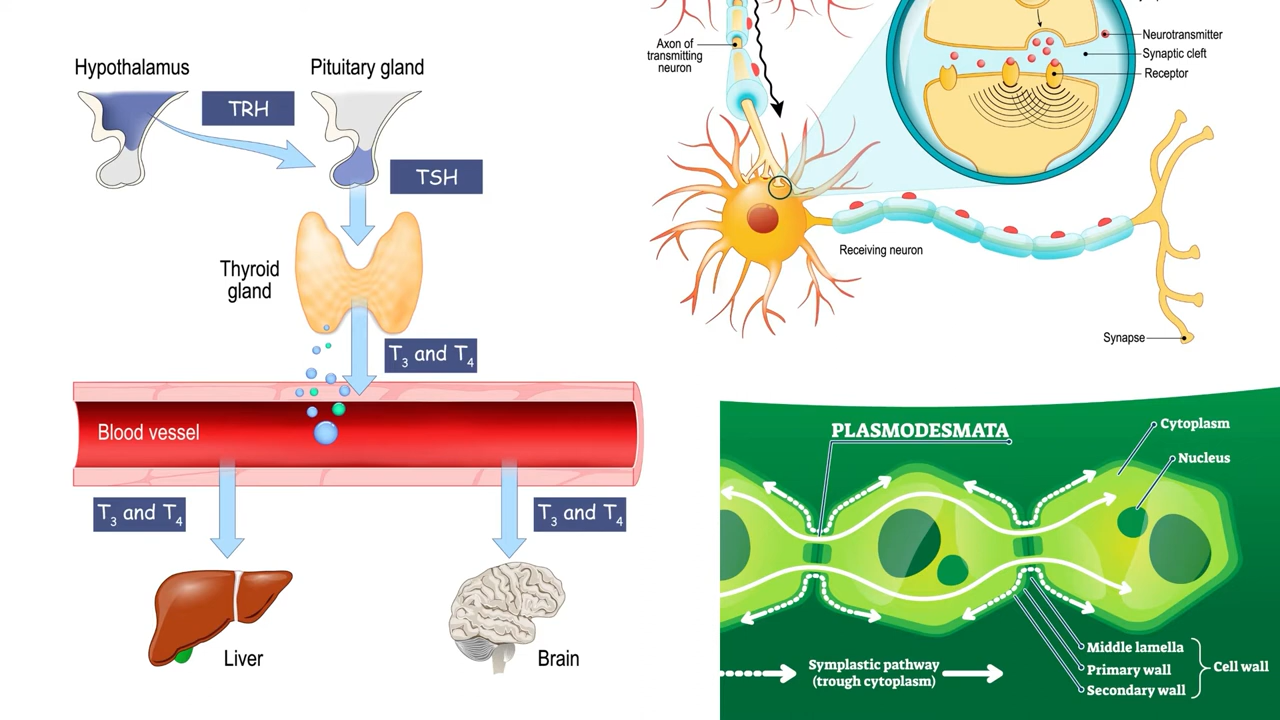 Hypothalamus
Pituitary gland
TRH
TSH
Thyroid
gland
T3 and T4
Blood vessel
T3 and T4
T3 and T4
Liver
Brain
Axon of
transmitting
neuron
Neurotransmitter
Synaptic cleft
Receptor
Receiving neuron
Synapse
PLASMODESMATA
Cytoplasm
Nucleus
Symplastic pathway
(trough cytoplasm)
Middle lamella
Primary wall
Secondary wall
Cell wall